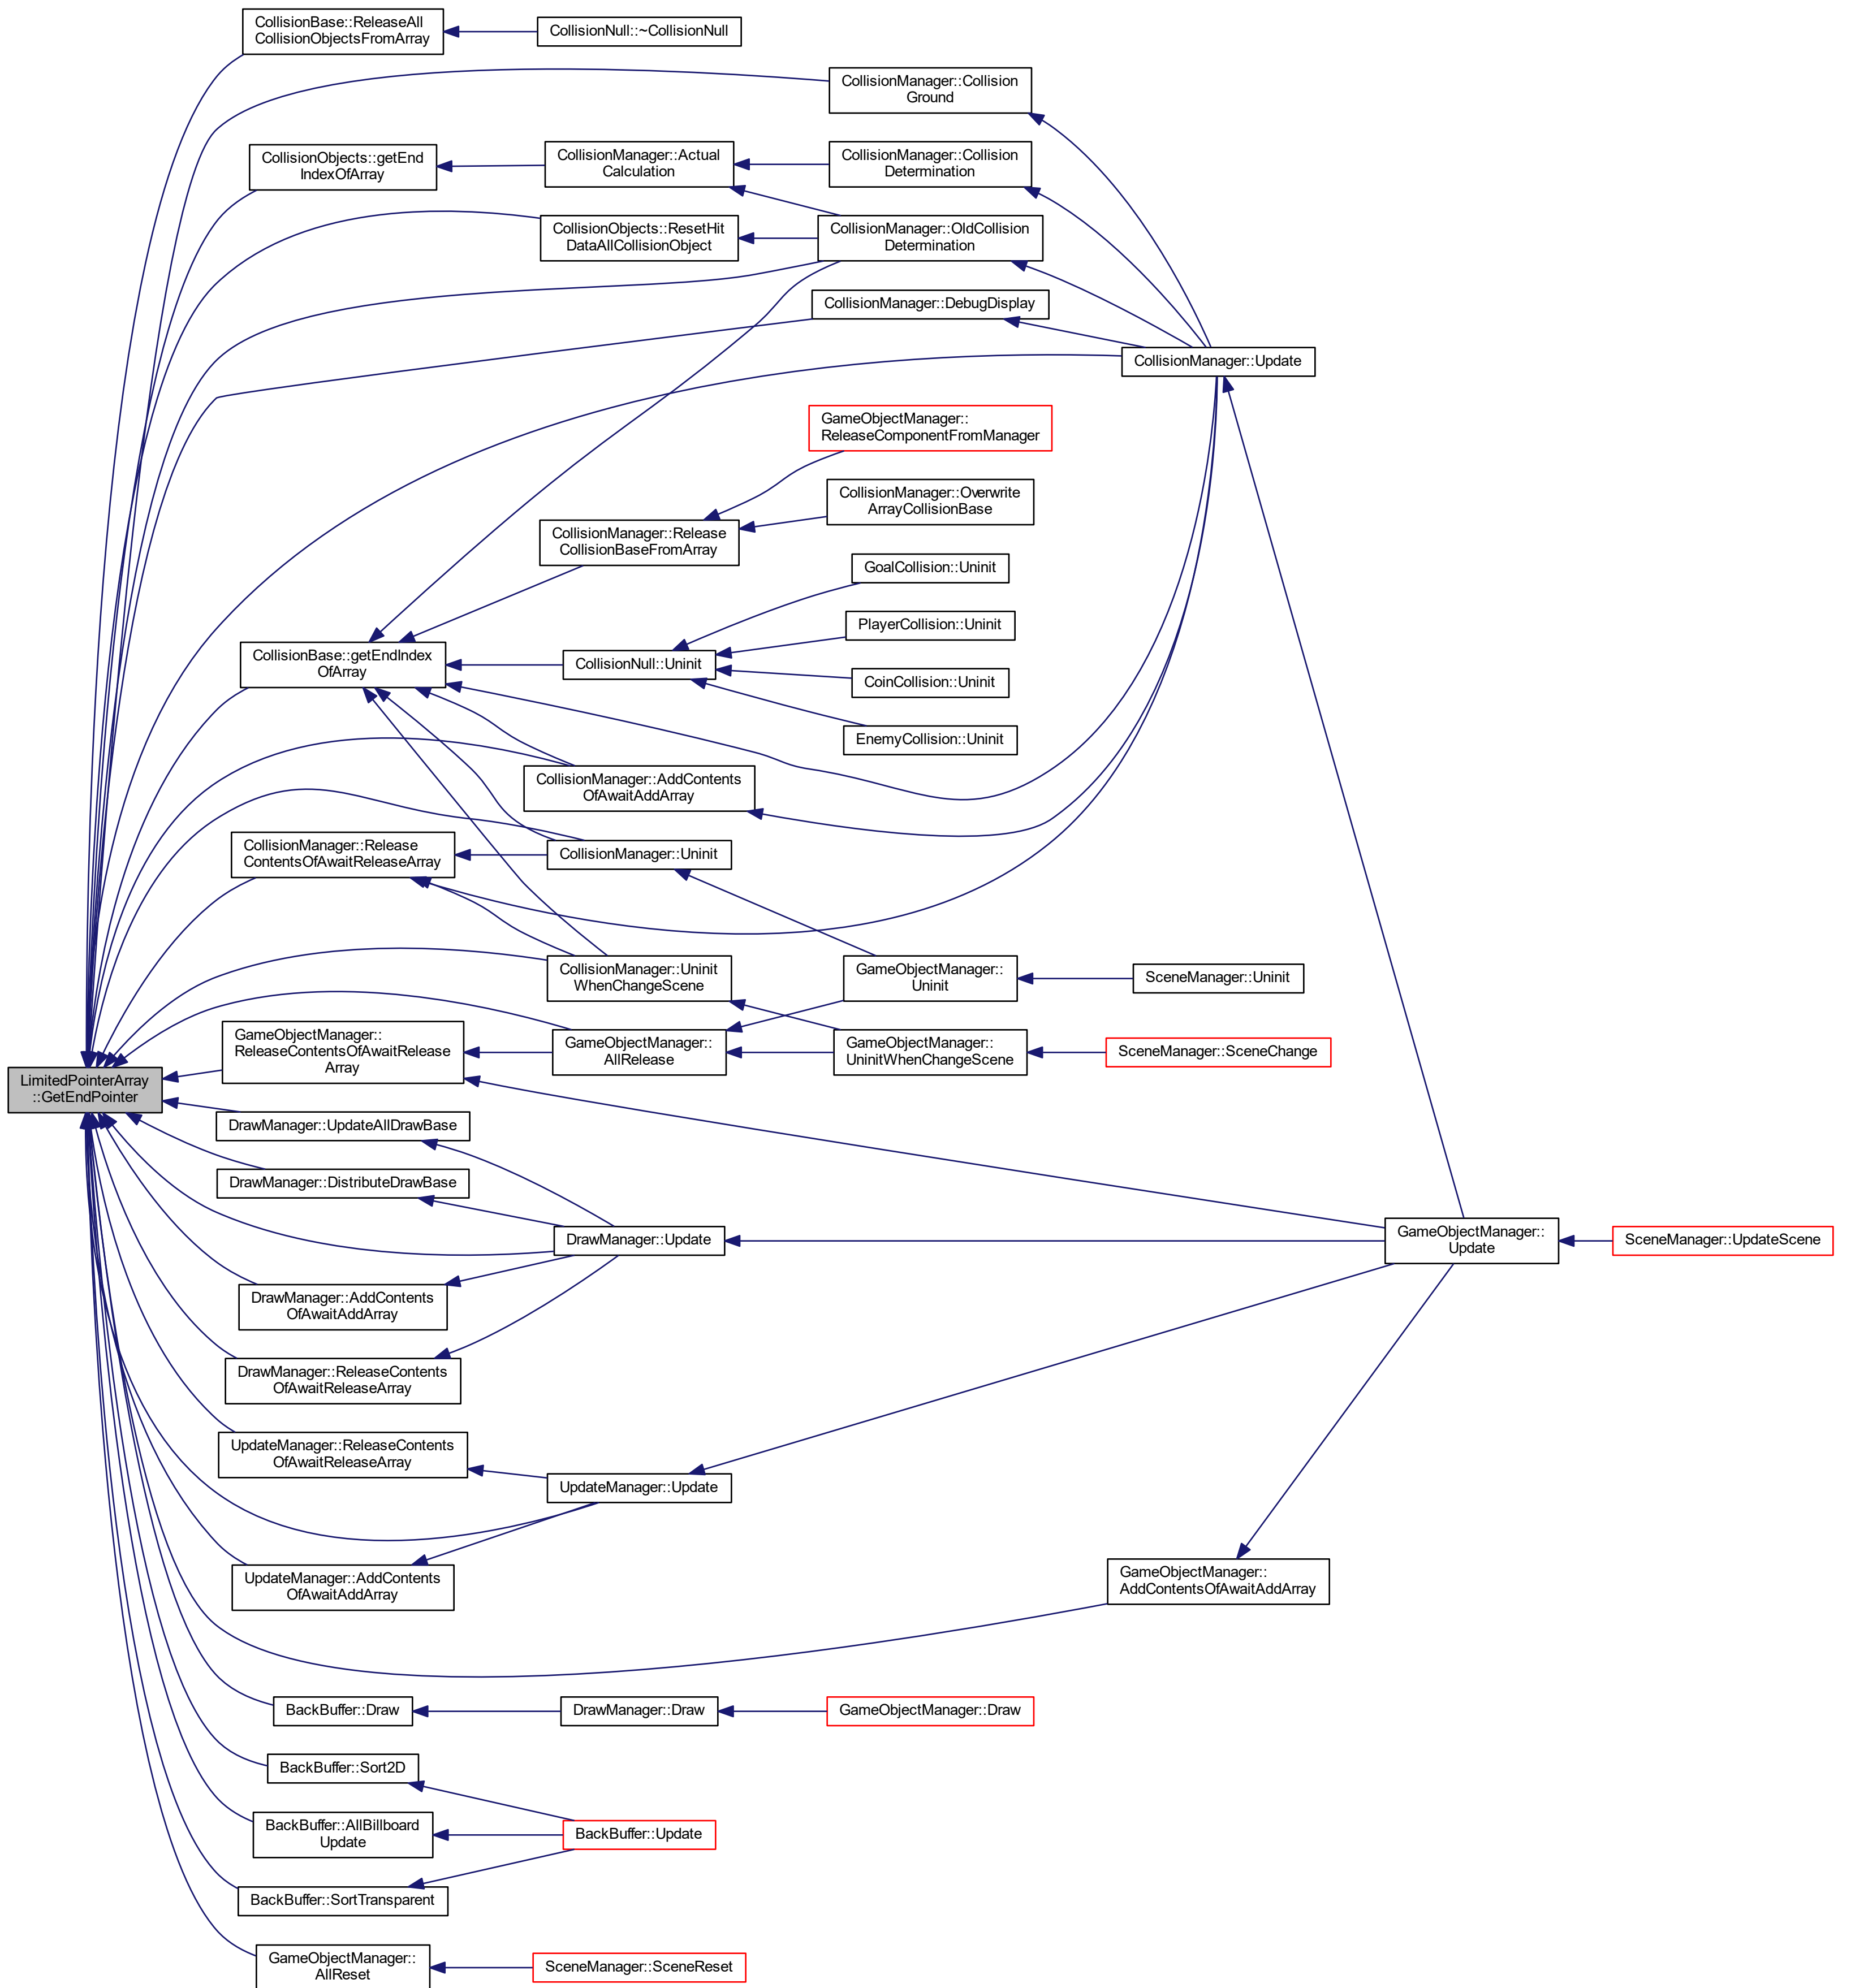 CollisionBase::ReleaseAll
CollisionObjectsFromArray
CollisionNull::~CollisionNull
CollisionManager::Collision
Ground
CollisionObjects::getEnd
IndexOfArray
CollisionManager::Actual
Calculation
CollisionManager::Collision
Determination
CollisionObjects::ResetHit
DataAllCollisionObject
CollisionManager::OldCollision
Determination
CollisionManager::DebugDisplay
CollisionManager::Update
GameObjectManager::
ReleaseComponentFromManager
CollisionManager::Overwrite
ArrayCollisionBase
CollisionManager::Release
CollisionBaseFromArray
GoalCollision::Uninit
PlayerCollision::Uninit
CollisionBase::getEndIndex
OfArray
CollisionNull::Uninit
CoinCollision::Uninit
EnemyCollision::Uninit
CollisionManager::AddContents
OfAwaitAddArray
CollisionManager::Release
ContentsOfAwaitReleaseArray
CollisionManager::Uninit
CollisionManager::Uninit
WhenChangeScene
GameObjectManager::
Uninit
SceneManager::Uninit
GameObjectManager::
ReleaseContentsOfAwaitRelease
Array
GameObjectManager::
AllRelease
GameObjectManager::
UninitWhenChangeScene
SceneManager::SceneChange
LimitedPointerArray
::GetEndPointer
DrawManager::UpdateAllDrawBase
DrawManager::DistributeDrawBase
DrawManager::Update
GameObjectManager::
Update
SceneManager::UpdateScene
DrawManager::AddContents
OfAwaitAddArray
DrawManager::ReleaseContents
OfAwaitReleaseArray
UpdateManager::ReleaseContents
OfAwaitReleaseArray
UpdateManager::Update
UpdateManager::AddContents
OfAwaitAddArray
GameObjectManager::
AddContentsOfAwaitAddArray
BackBuffer::Draw
DrawManager::Draw
GameObjectManager::Draw
BackBuffer::Sort2D
BackBuffer::AllBillboard
Update
BackBuffer::Update
BackBuffer::SortTransparent
GameObjectManager::
AllReset
SceneManager::SceneReset